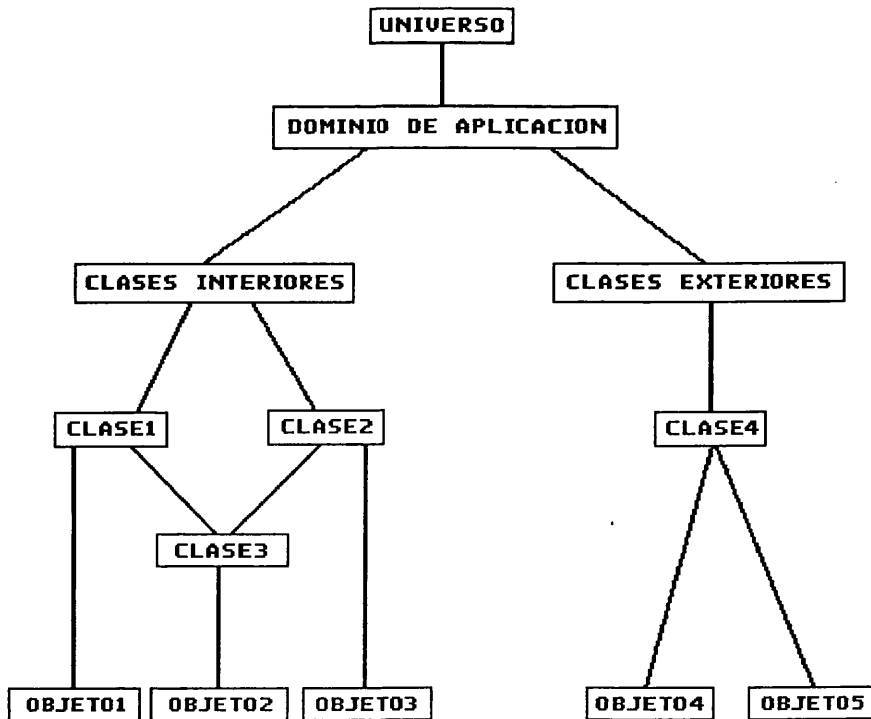 UNIVERSO
DOMINIO DE APLICACION
CLASES INTERIORES
CLASES EXTERIORES
CLASE1
CLASE2
CLASE4
CLASE3
OBJETO1
OBJETO2
OBJETO3
OBJETO4
OBJETO5